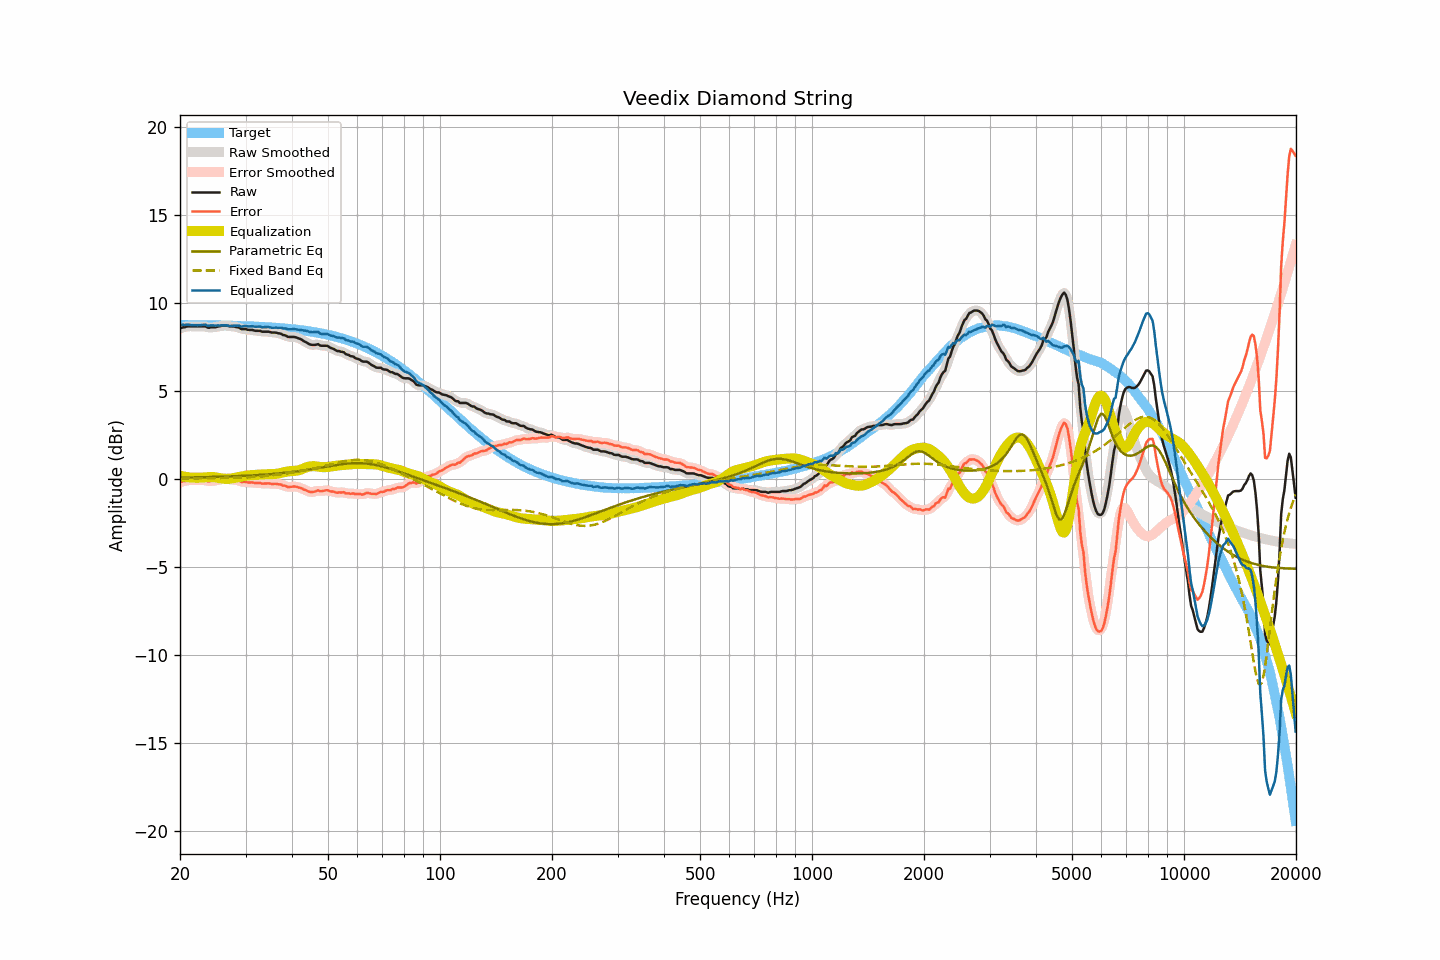 Veedix Diamond String
Target
Raw Smoothed
Error Smoothed
Raw
Error
Equalization
Parametric Eq
Fixed Band Eq
Equalized
20
15
10
5
0
−5
−10
−15
−20
Amplitude (dBr)
20 50 100 200 500 1000 2000 5000 10000 20000
Frequency (Hz)